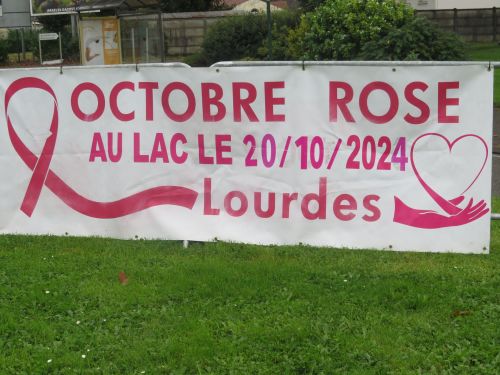 OCTOBRE ROSE
AU LAC LE 20/10/2024
Lourdes